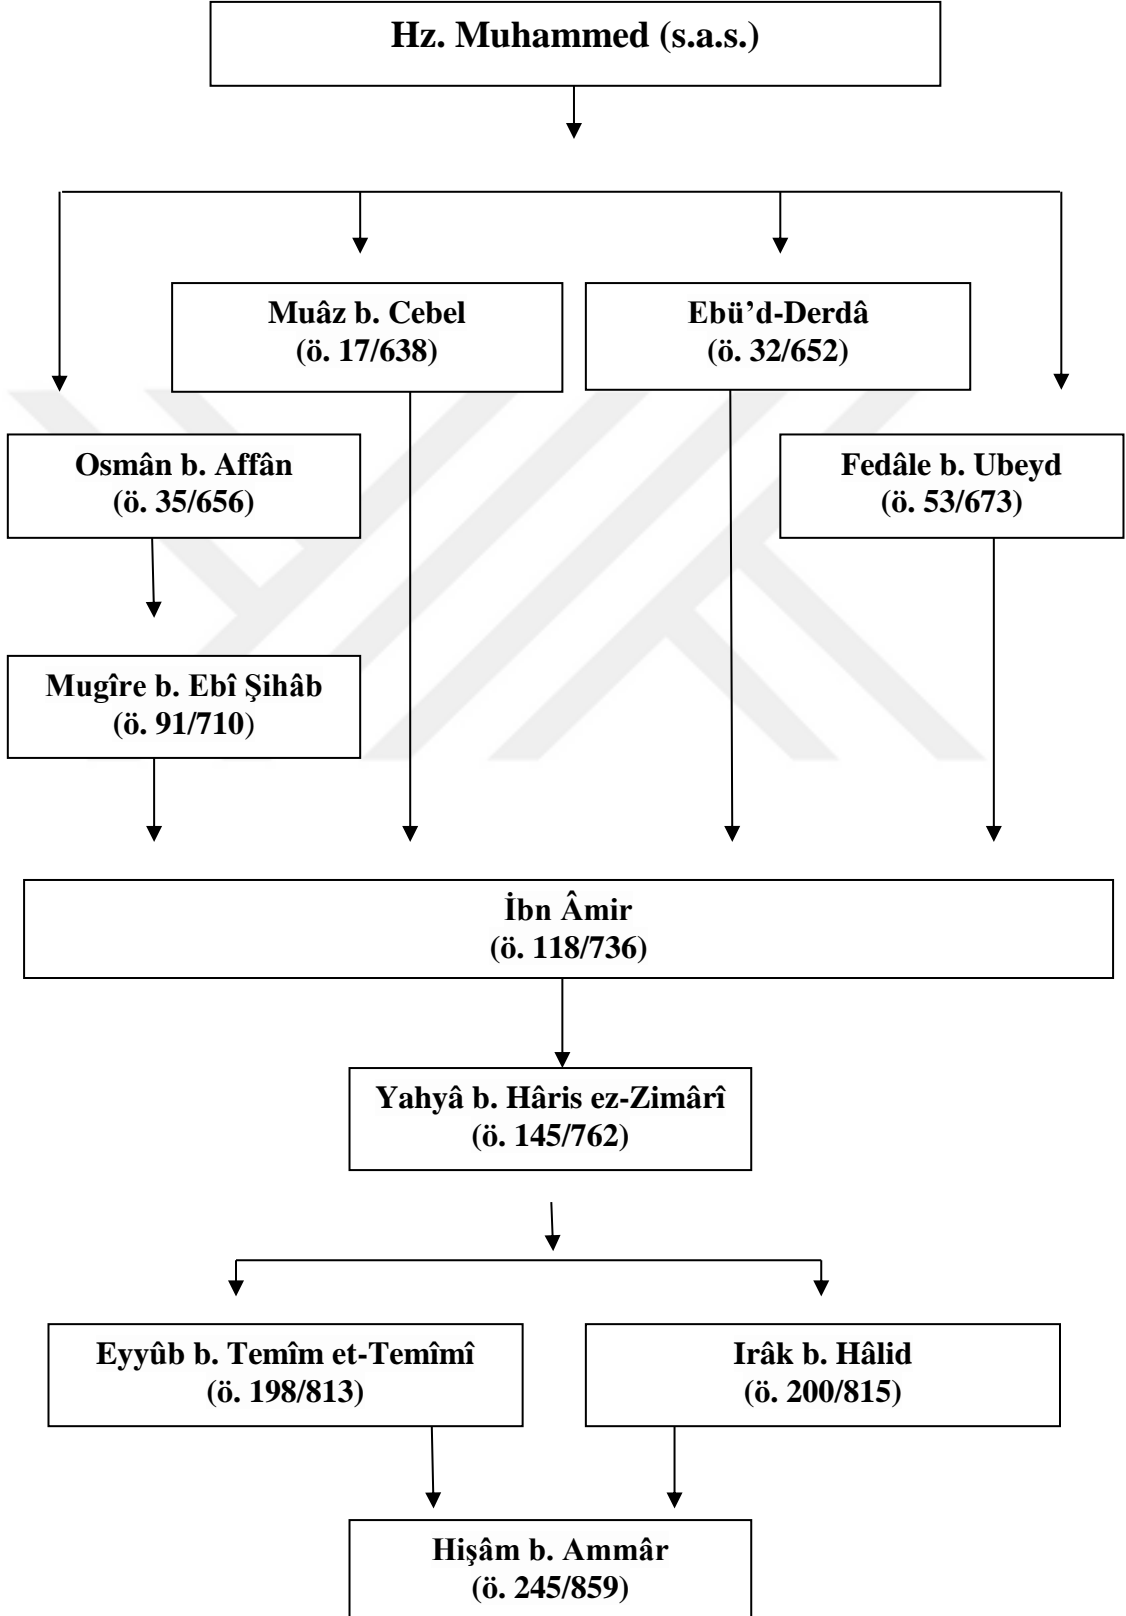 Hz. Muhammed (s.a.s.)
Muâz b. Cebel
(ö. 17/638)
Ebü’d-Derdâ
(ö. 32/652)
Osmân b. Affân
(ö. 35/656)
Fedâle b. Ubeyd
(ö. 53/673)
Mugîre b. Ebî Şihâb
(ö. 91/710)
İbn Âmir
(ö. 118/736)
Yahyâ b. Hâris ez-Zimârî
(ö. 145/762)
Eyyûb b. Temîm et-Temîmî
(ö. 198/813)
Irâk b. Hâlid
(ö. 200/815)
Hişâm b. Ammâr
(ö. 245/859)